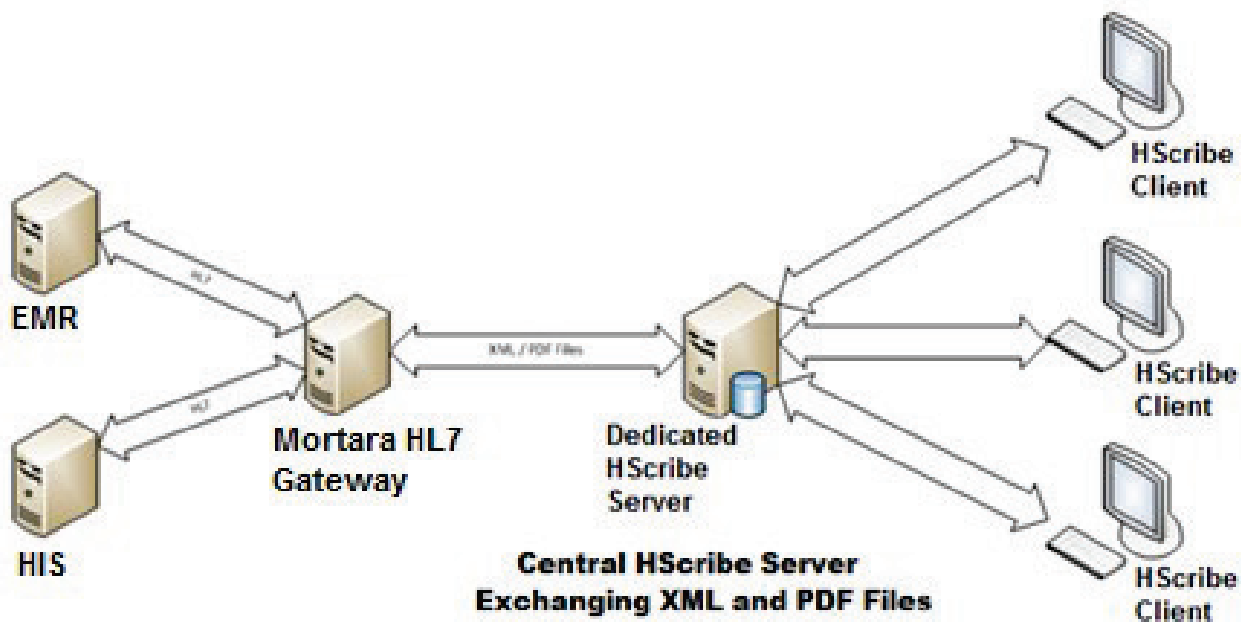 HScribe
Client
HL7
EMR
XML / PDF Files
HL7
HScribe
Client
Mortara HL7
Gateway
Dedicated
HScribe
Server
HIS
Central HScribe Server
Exchanging XML and PDF Files
HScribe
Client